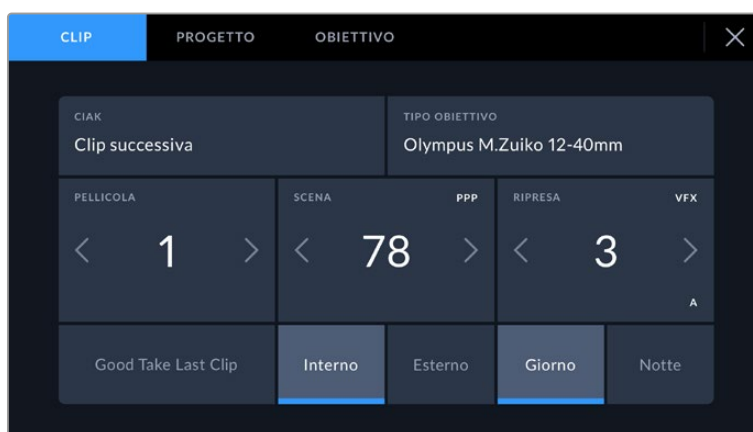 CLIP PROGETTO OBIETTIVO
CIAK TIPO OBIETTIVO
Clip successiva Olympus M.Zuiko 12-40mm
PELLICOLA SCENA PPP RIPRESA VFX
1 78 3
A
Good Take Last Clip Interno Esterno Giorno Notte